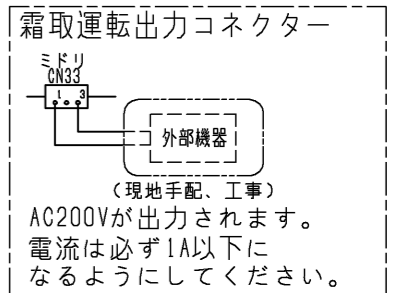 霜取運転出力コネクター
ミドリ
CN33
1 3
外部機器
(現地手配、工事)
AC200Vが出力されます。
電流は必ず1A以下に
なるようにしてください。